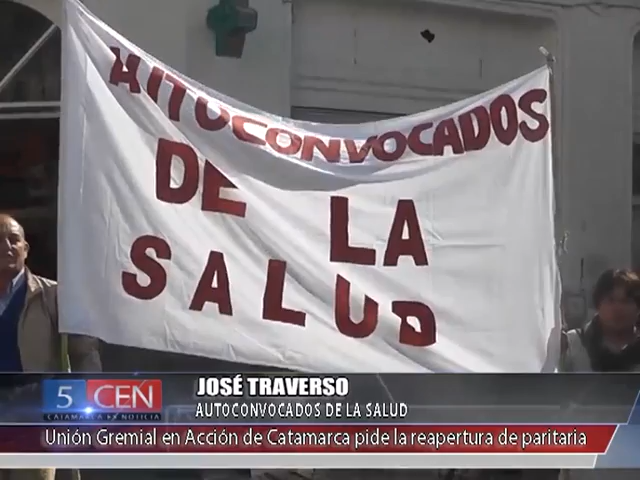 AUTOCONVOCADOS
DE LA
SALUD
5 CEN
CATAMARCA EN NOTICIA
JOSÉ TRAVERSO
AUTOCONVOCADOS DE LA SALUD
Unión Gremial en Acción de Catamarca pide la reapertura de paritaria